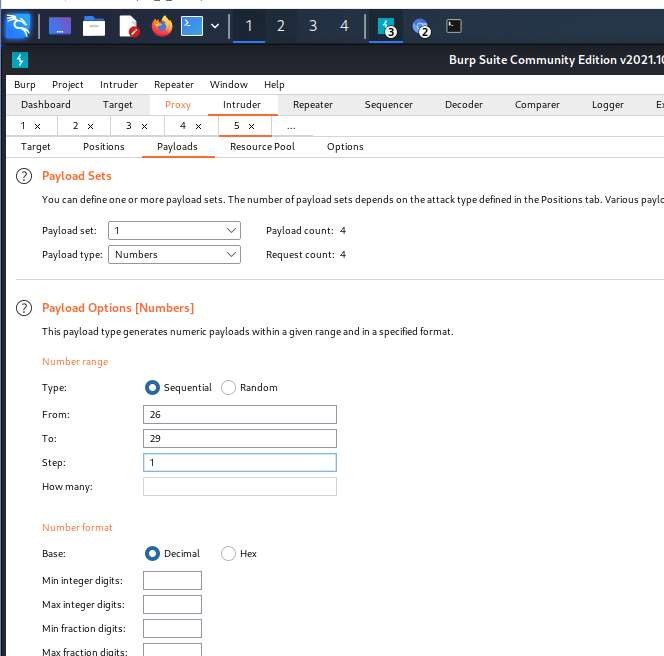 1 2 3 4 3 2
Burp Suite Community Edition v2021.10
Burp Project Intruder Repeater Window Help
Dashboard Target Proxy Intruder Repeater Sequencer Decoder Comparer Logger
1 × 2 × 3 × 4 × 5 × ...
Target Positions Payloads Resource Pool Options
? Payload Sets
You can define one or more payload sets. The number of payload sets depends on the attack type defined in the Positions tab. Various
Payload set: 1 Payload count: 4
Payload type: Numbers Request count: 4
? Payload Options [Numbers]
This payload type generates numeric payloads within a given range and in a specified format.
Number range
Type: Sequential Random
From: 26
To: 29
Step: 1
How many:
Number format
Base: Decimal Hex
Min integer digits:
Max integer digits:
Min fraction digits:
Max fraction digits: